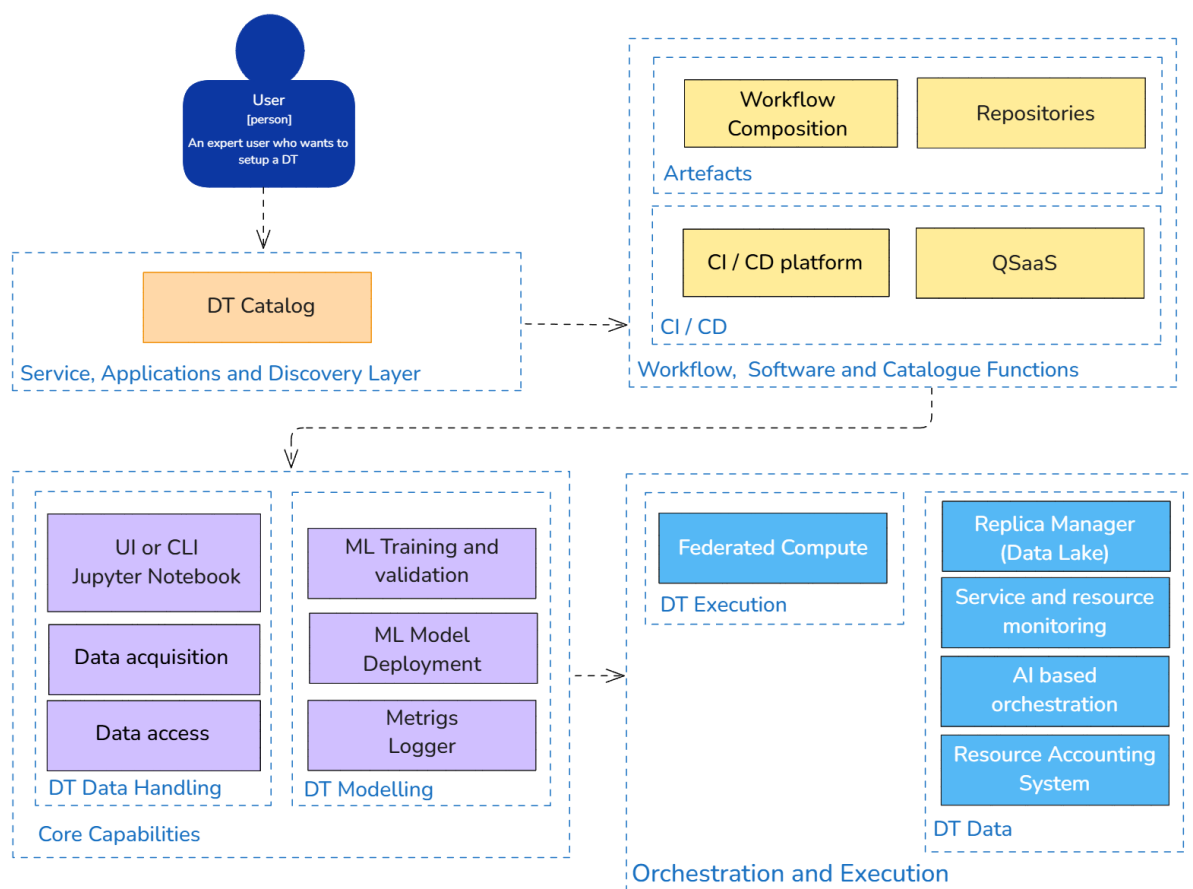 User
[person]
An expert user who wants to
setup a DT
DT Catalog
Service, Applications and Discovery Layer
Workflow
Composition
Repositories
Artefacts
CI / CD platform
QSaaS
CI / CD
Workflow, Software and Catalogue Functions
UI or CLI
Jupyter Notebook
Data acquisition
Data access
DT Data Handling
ML Training and
validation
ML Model
Deployment
Metrigs
Logger
DT Modelling
Core Capabilities
Federated Compute
DT Execution
Replica Manager
(Data Lake)
Service and resource
monitoring
AI based
orchestration
Resource Accounting
System
DT Data
Orchestration and Execution